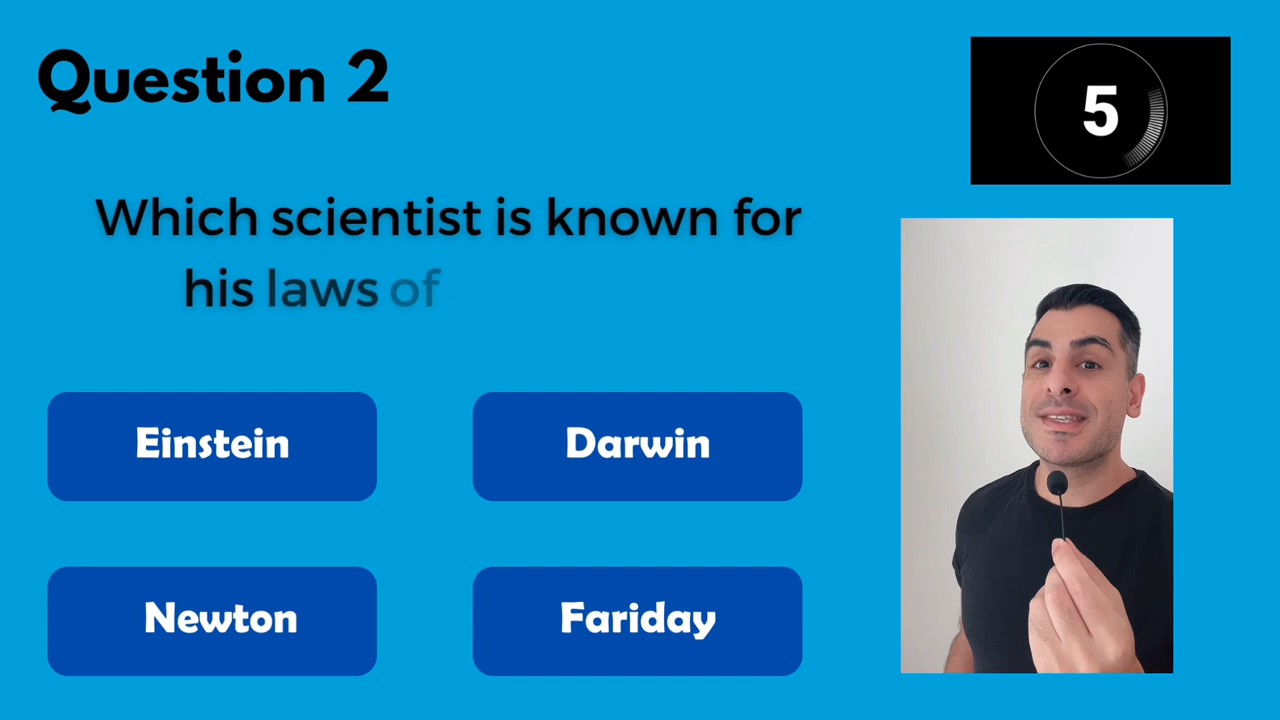 Question 2
5
Which scientist is known for
his laws of
Einstein
Darwin
Newton
Fariday